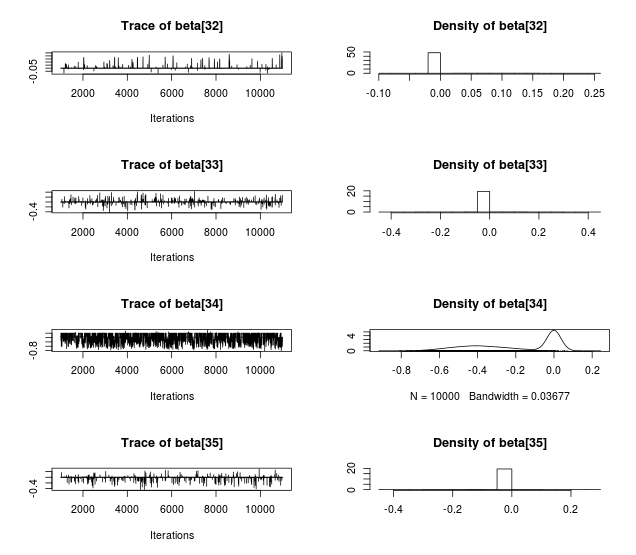 Trace of beta[32]
-0.05
2000 4000 6000 8000 10000
Iterations
Density of beta[32]
0 50
-0.10 0.00 0.05 0.10 0.15 0.20 0.25
Trace of beta[33]
-0.4
2000 4000 6000 8000 10000
Iterations
Density of beta[33]
0 20
-0.4 -0.2 0.0 0.2 0.4
Trace of beta[34]
-0.8
2000 4000 6000 8000 10000
Iterations
Density of beta[34]
0 4
-0.8 -0.6 -0.4 -0.2 0.0 0.2
N = 10000 Bandwidth = 0.03677
Trace of beta[35]
-0.4
2000 4000 6000 8000 10000
Iterations
Density of beta[35]
0 20
-0.4 -0.2 0.0 0.2